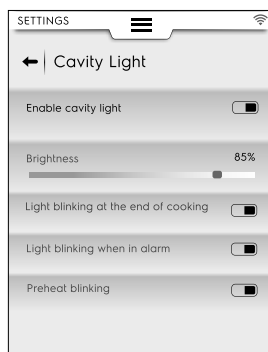 SETTINGS
Cavity Light
Enable cavity light
Brightness 85%
Light blinking at the end of cooking
Light blinking when in alarm
Preheat blinking